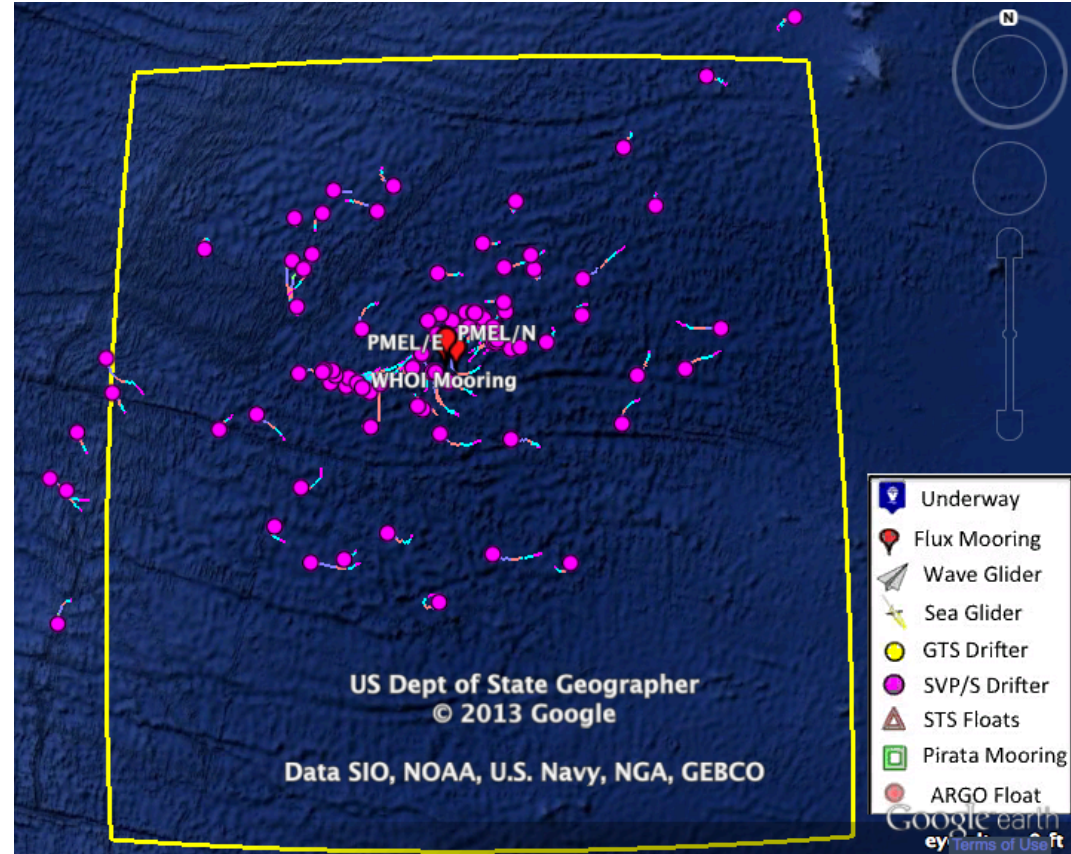 N
PMEL/E
PMEL/N
WHOI Mooring
US Dept of State Geographer
© 2013 Google
Data SIO, NOAA, U.S. Navy, NGA, GEBCO
Underway
Flux Mooring
Wave Glider
Sea Glider
GTS Drifter
SVP/S Drifter
STS Floats
Pirata Mooring
ARGO Float
Google earth
ey
ft
Terms of Use